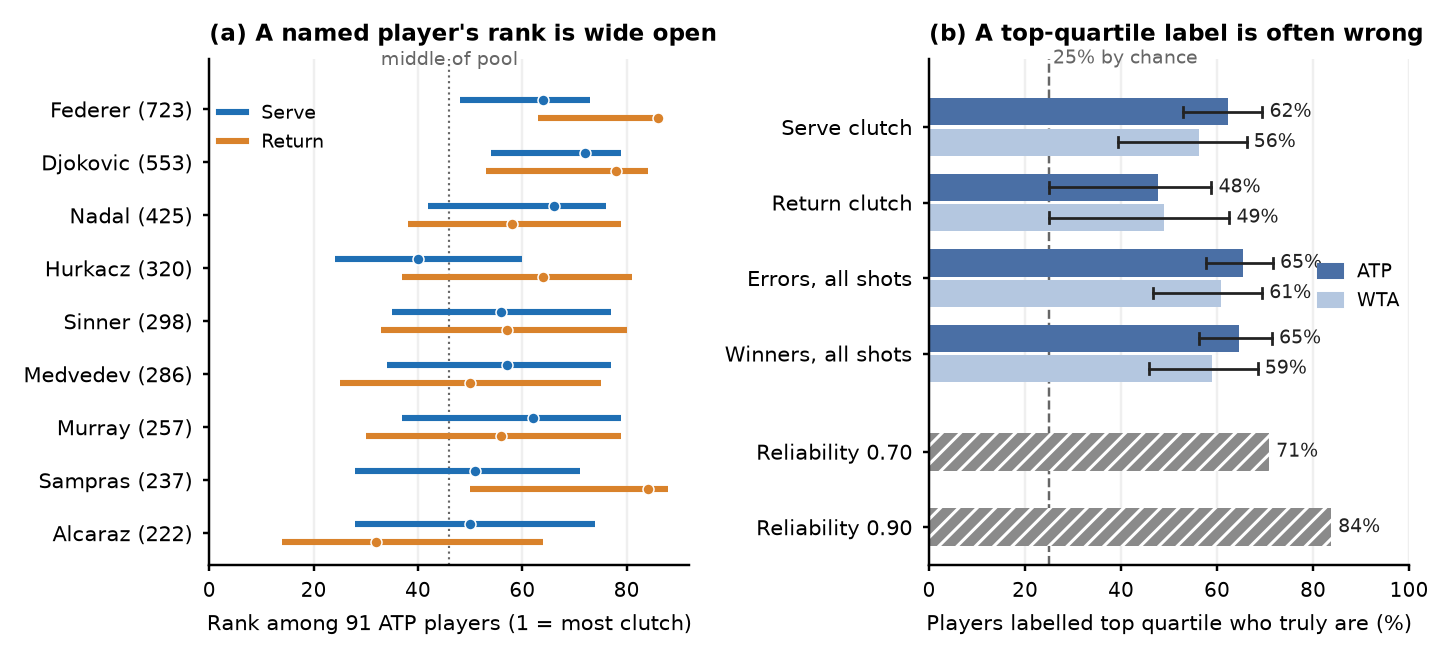 (a) A named player's rank is wide open
middle of pool
Serve
Return
Federer (723)
Djokovic (553)
Nadal (425)
Hurkacz (320)
Sinner (298)
Medvedev (286)
Murray (257)
Sampras (237)
Alcaraz (222)
0 20 40 60 80
Rank among 91 ATP players (1 = most clutch)
(b) A top-quartile label is often wrong
25% by chance
Serve clutch
62%
56%
Return clutch
48%
49%
Errors, all shots
65%
61%
ATP
WTA
Winners, all shots
65%
59%
Reliability 0.70
71%
Reliability 0.90
84%
0 20 40 60 80 100
Players labelled top quartile who truly are (%)